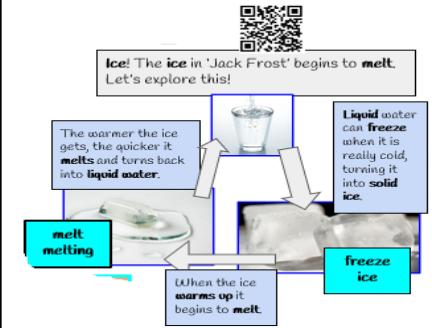 Ice! The ice in 'Jack Frost' begins to melt.
Let's explore this!
The warmer the ice
gets, the quicker it
melts and turns back
into liquid water.
Liquid water
can freeze
when it is
really cold,
turning it
into solid
ice.
melt
melting
freeze
ice
When the ice
warms up it
begins to melt.